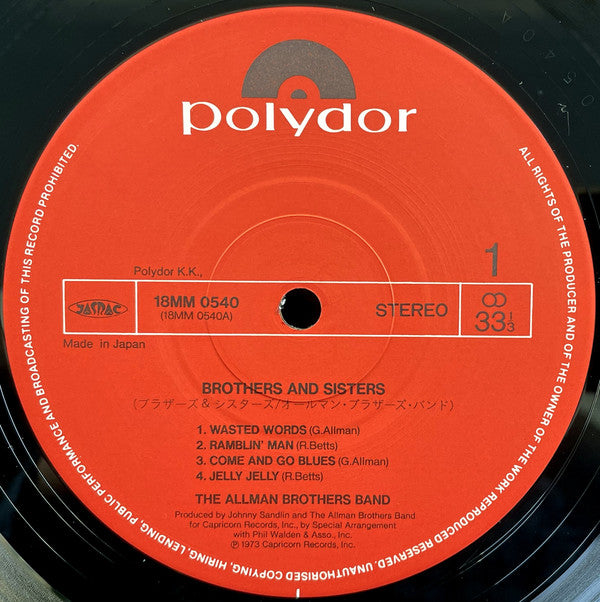 polydor
1
Polydor K.K.,
JASRAC
18MM 0540
(18MM 0540A)
STEREO
33 1/3
Made in Japan
BROTHERS AND SISTERS
(ブラザーズ&シスターズ/オールマン・ブラザーズ・バンド)
1. WASTED WORDS (G.Allman)
2. RAMBLIN' MAN (R.Betts)
3. COME AND GO BLUES (G.Allman)
4. JELLY JELLY (R.Betts)
THE ALLMAN BROTHERS BAND
Produced by Johnny Sandlin and The Allman Brothers Band
for Capricorn Records, Inc., by Special Arrangement
with Phil Walden & Asso., Inc.
℗ 1973 Capricorn Records, Inc.
ALL RIGHTS OF THE PRODUCER AND OF THE OWNER OF THE WORK REPRODUCED RESERVED. UNAUTHORISED COPYING, HIRING, LENDING, PUBLIC PERFORMANCE AND BROADCASTING OF THIS RECORD PROHIBITED.